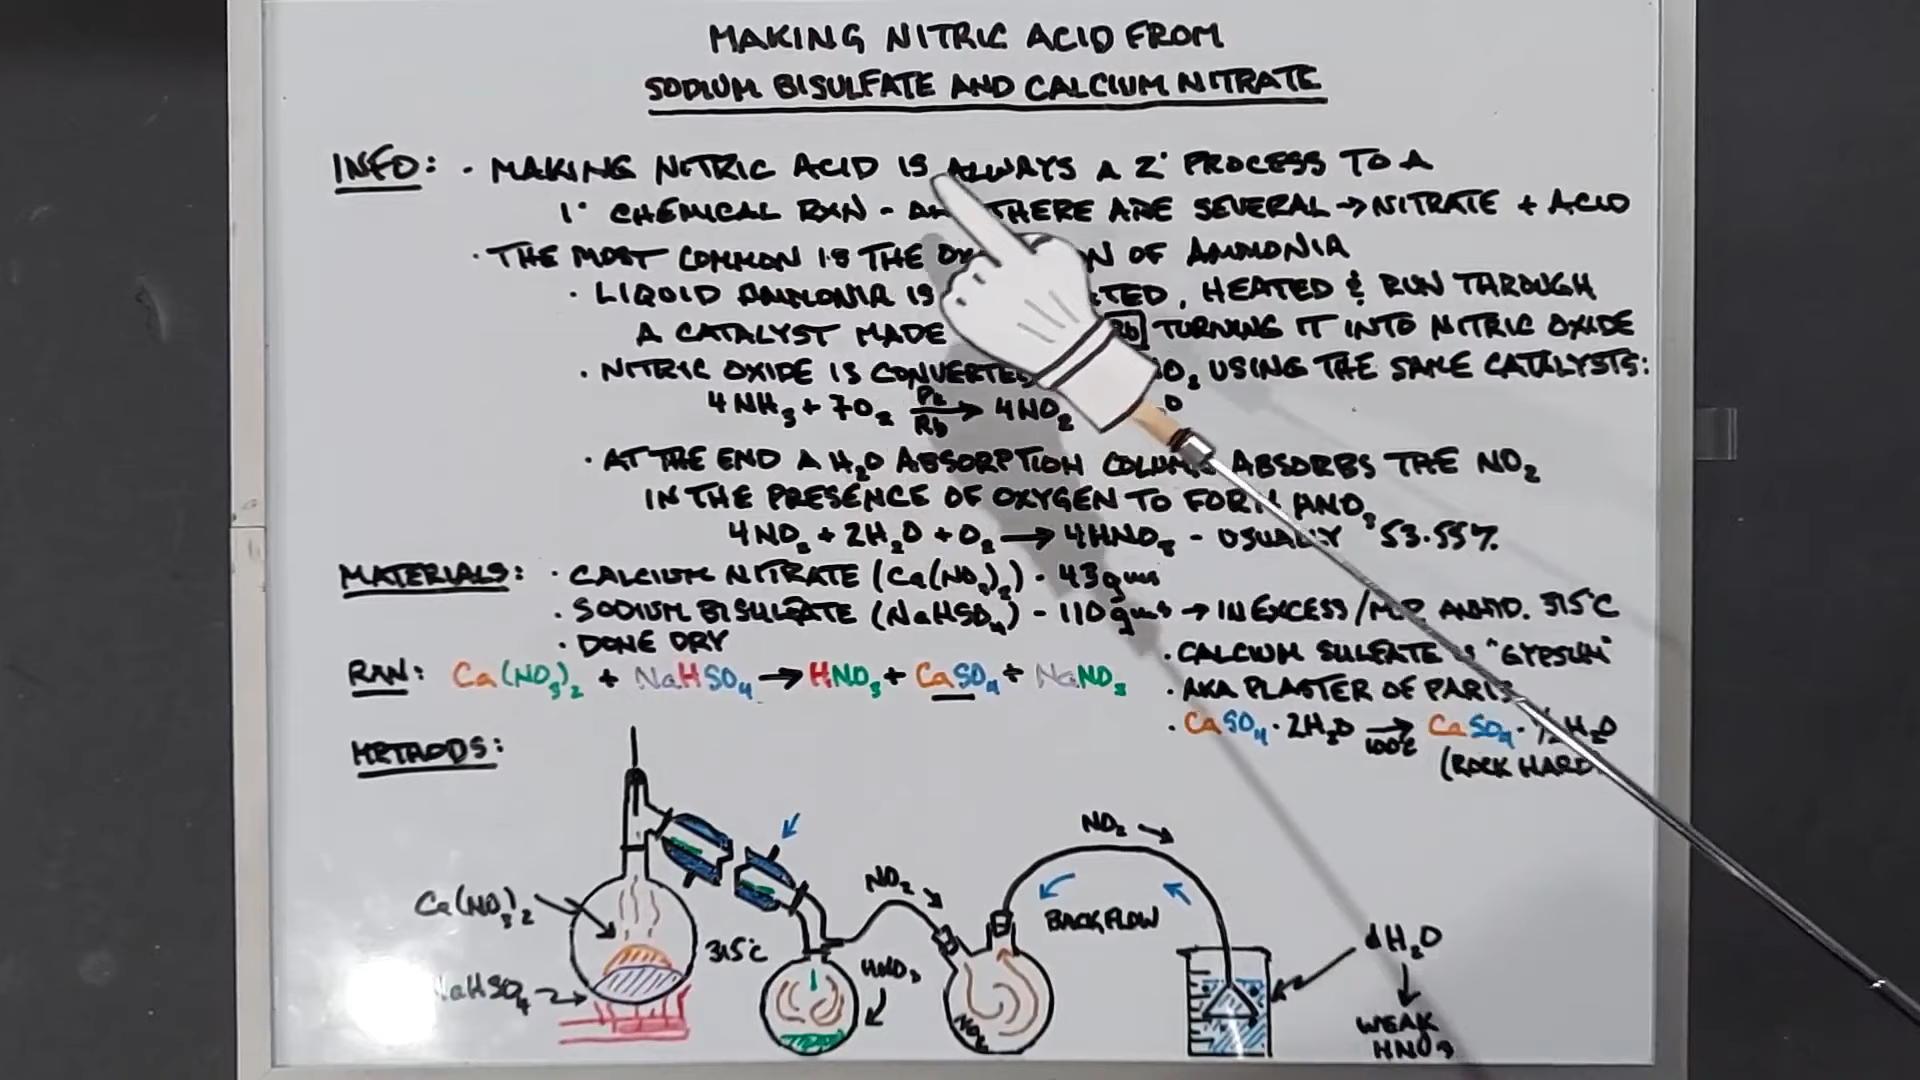 MAKING NITRIC ACID FROM
SODIUM BISULFATE AND CALCIUM NITRATE
INFO: · MAKING NITRIC ACID IS ALWAYS A 2° PROCESS TO A
1° CHEMICAL RXN - THERE ARE SEVERAL → NITRATE + ACID
· THE MOST COMMON IS THE OF AMMONIA
· LIQUID AMMONIA IS , HEATED & RUN THROUGH
A CATALYST MADE TURNING IT INTO NITRIC OXIDE
· NITRIC OXIDE IS CONVERTED USING THE SAME CATALYSTS:
4NH₃ + 7O₂ → 4NO₂
Rb
· AT THE END A H₂O ABSORPTION COLUMN ABSORBS THE NO₂
IN THE PRESENCE OF OXYGEN TO FORM HNO₃
4NO₂ + 2H₂O + O₂ → 4HNO₃ - USUALLY 53.55%
MATERIALS: · CALCIUM NITRATE (Ca(NO₃)₂) - 43gms
· SODIUM BISULFATE (NaHSO₄) - 110gms → IN EXCESS / M.P. ANHYD. 315°C
· DONE DRY
· CALCIUM SULFATE IS "GYPSUM"
RXN: Ca(NO₃)₂ + NaHSO₄ → HNO₃ + CaSO₄ + NaNO₃
· AKA PLASTER OF PARIS
· CaSO₄·2H₂O → CaSO₄·½H₂O
100°C
(ROCK HARD
METHODS:
NO₂ →
Ca(NO₃)₂
NO₂
BACKFLOW
315°C
HNO₃
dH₂O
NaHSO₄
NO₂
WEAK
HNO₃